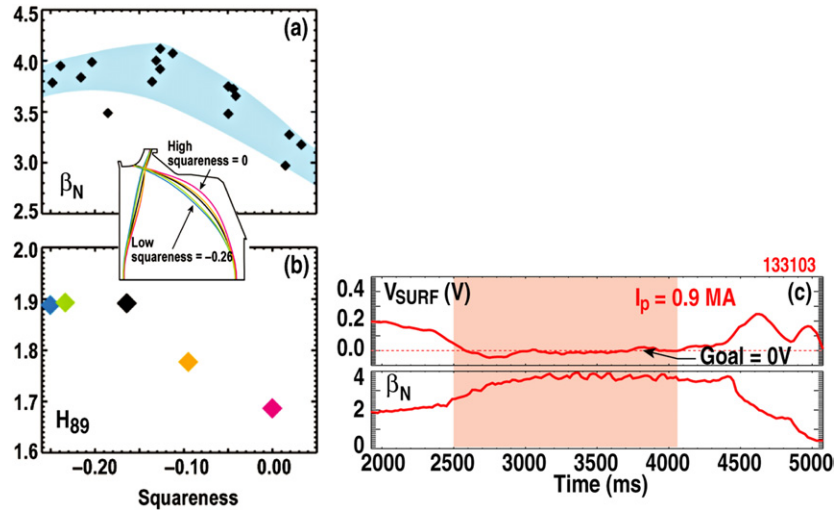 (a)
4.5
4.0
3.5
3.0
2.5
βN
High
squareness = 0
Low
squareness = –0.26
(b)
2.0
1.9
1.8
1.7
1.6
H89
–0.20
–0.10
0.00
Squareness
133103
0.4
0.2
0.0
VSURF (V)
Ip = 0.9 MA
(c)
Goal = 0V
4
2
0
βN
2000
2500
3000
3500
4000
4500
5000
Time (ms)